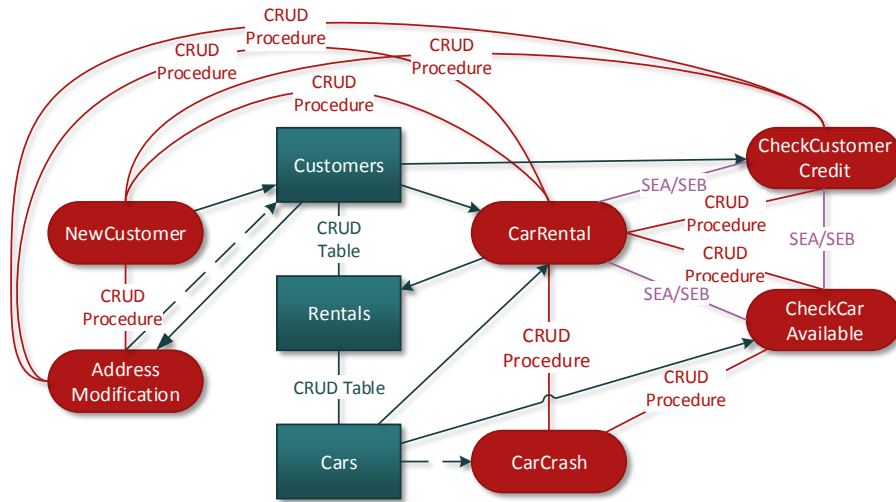 CRUD
Procedure
CRUD
Procedure
CRUD
Procedure
CRUD
Procedure
Customers
CheckCustomer
Credit
SEA/SEB
CRUD
Procedure
NewCustomer
CRUD
Table
CarRental
SEA/SEB
CRUD
Procedure
CRUD
Procedure
Rentals
SEA/SEB
CheckCar
Available
Address
Modification
CRUD
Procedure
CRUD Table
CRUD
Procedure
Cars
CarCrash